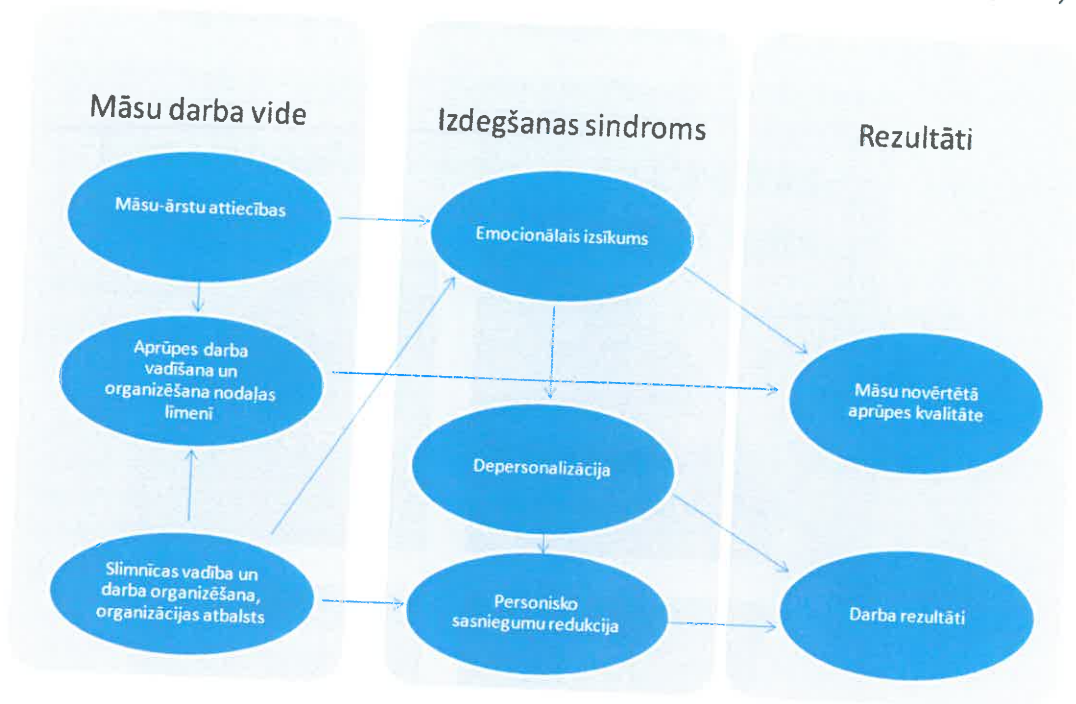 Māsu darba vide
Izdegšanas sindroms
Rezultāti
Māsu-ārstu attiecības
Aprūpes darba
vadīšana un
organizēšana nodaļas
līmenī
Slimnīcas vadība un
darba organizēšana,
organizācijas atbalsts
Emocionālais izsīkums
Depersonalizācija
Personisko
sasniegumu redukcija
Māsu novērtētā
aprūpes kvalitāte
Darba rezultāti